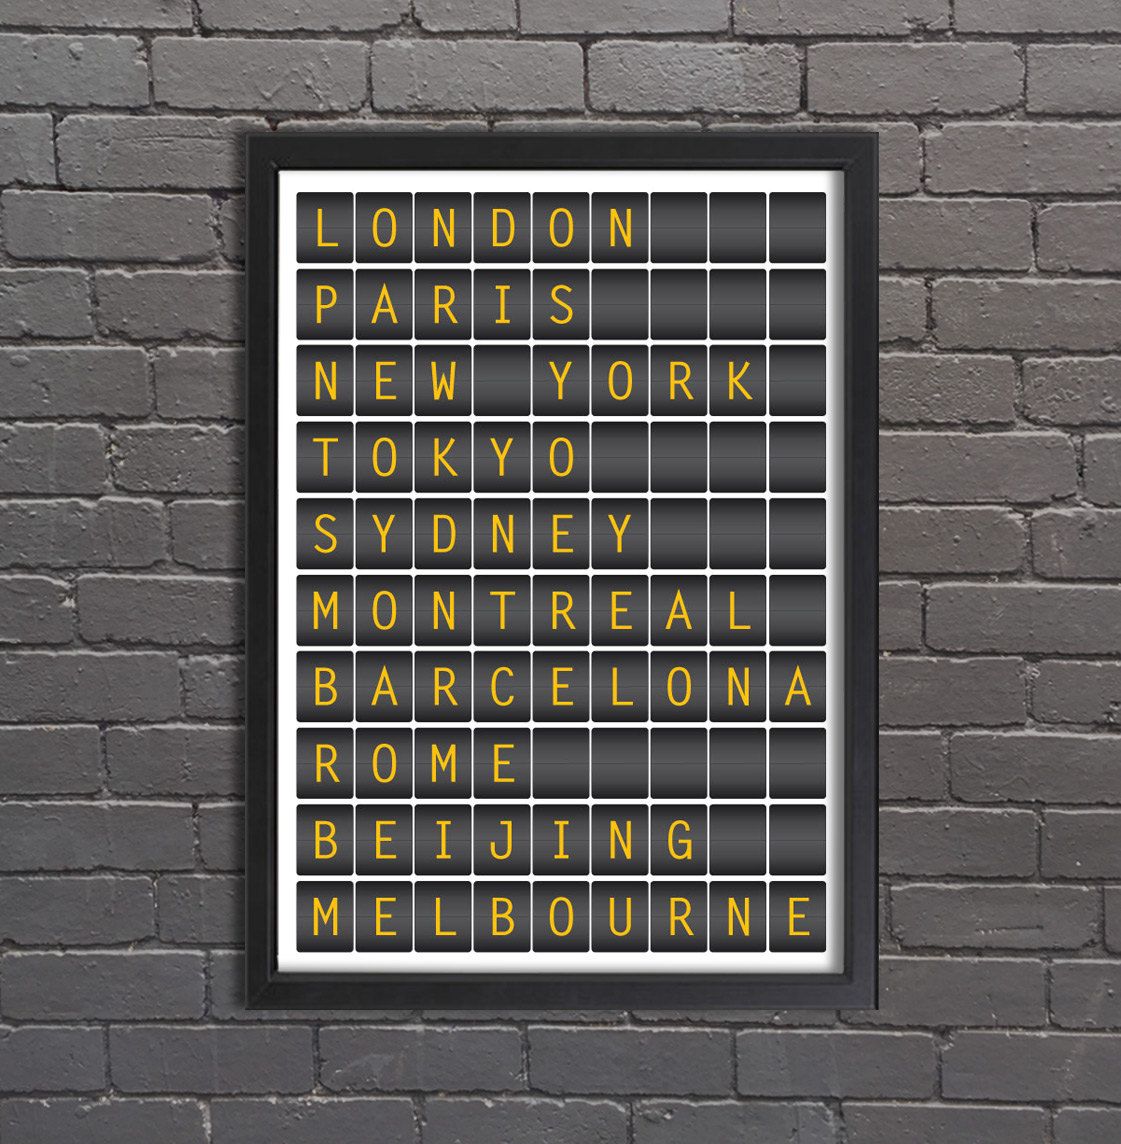 LONDON
PARIS
NEW YORK
TOKYO
SYDNEY
MONTREAL
BARCELONA
ROME
BEIJING
MELBOURNE